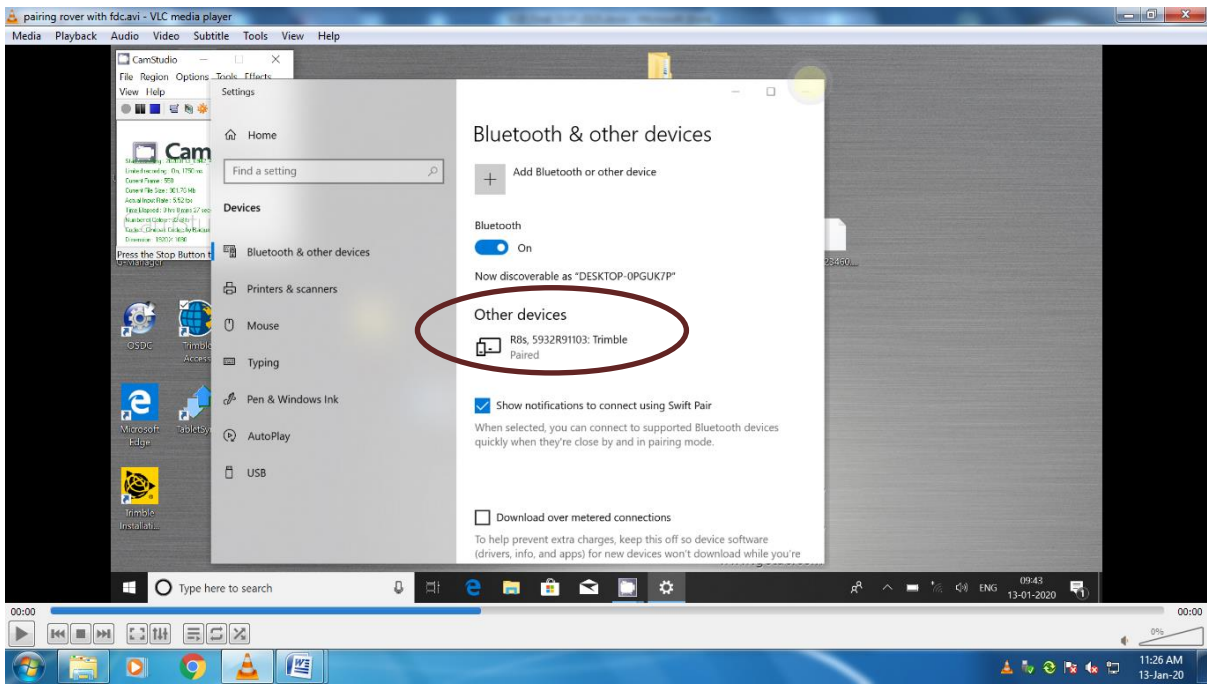 pairing rover with fdc.avi - VLC media player
Media Playback Audio Video Subtitle Tools View Help
CamStudio
File Region Options Tools Effects
View Help
Cam
Press the Stop Button t
Settings
Home
Find a setting
Devices
Bluetooth & other devices
Printers & scanners
Mouse
Typing
Pen & Windows Ink
AutoPlay
USB
Bluetooth & other devices
Add Bluetooth or other device
Bluetooth
On
Now discoverable as "DESKTOP-0PGUK7P"
Other devices
R8s, 5932R91103: Trimble
Paired
Show notifications to connect using Swift Pair
When selected, you can connect to supported Bluetooth devices
quickly when they're close by and in pairing mode.
Download over metered connections
To help prevent extra charges, keep this off so device software
(drivers, info, and apps) for new devices won't download while you're
OSDC
Trimble
Access
Microsoft
Edge
TabletSy
Trimble
Installati...
Type here to search
ENG
09:43
13-01-2020
00:00
00:00
0%
11:26 AM
13-Jan-20